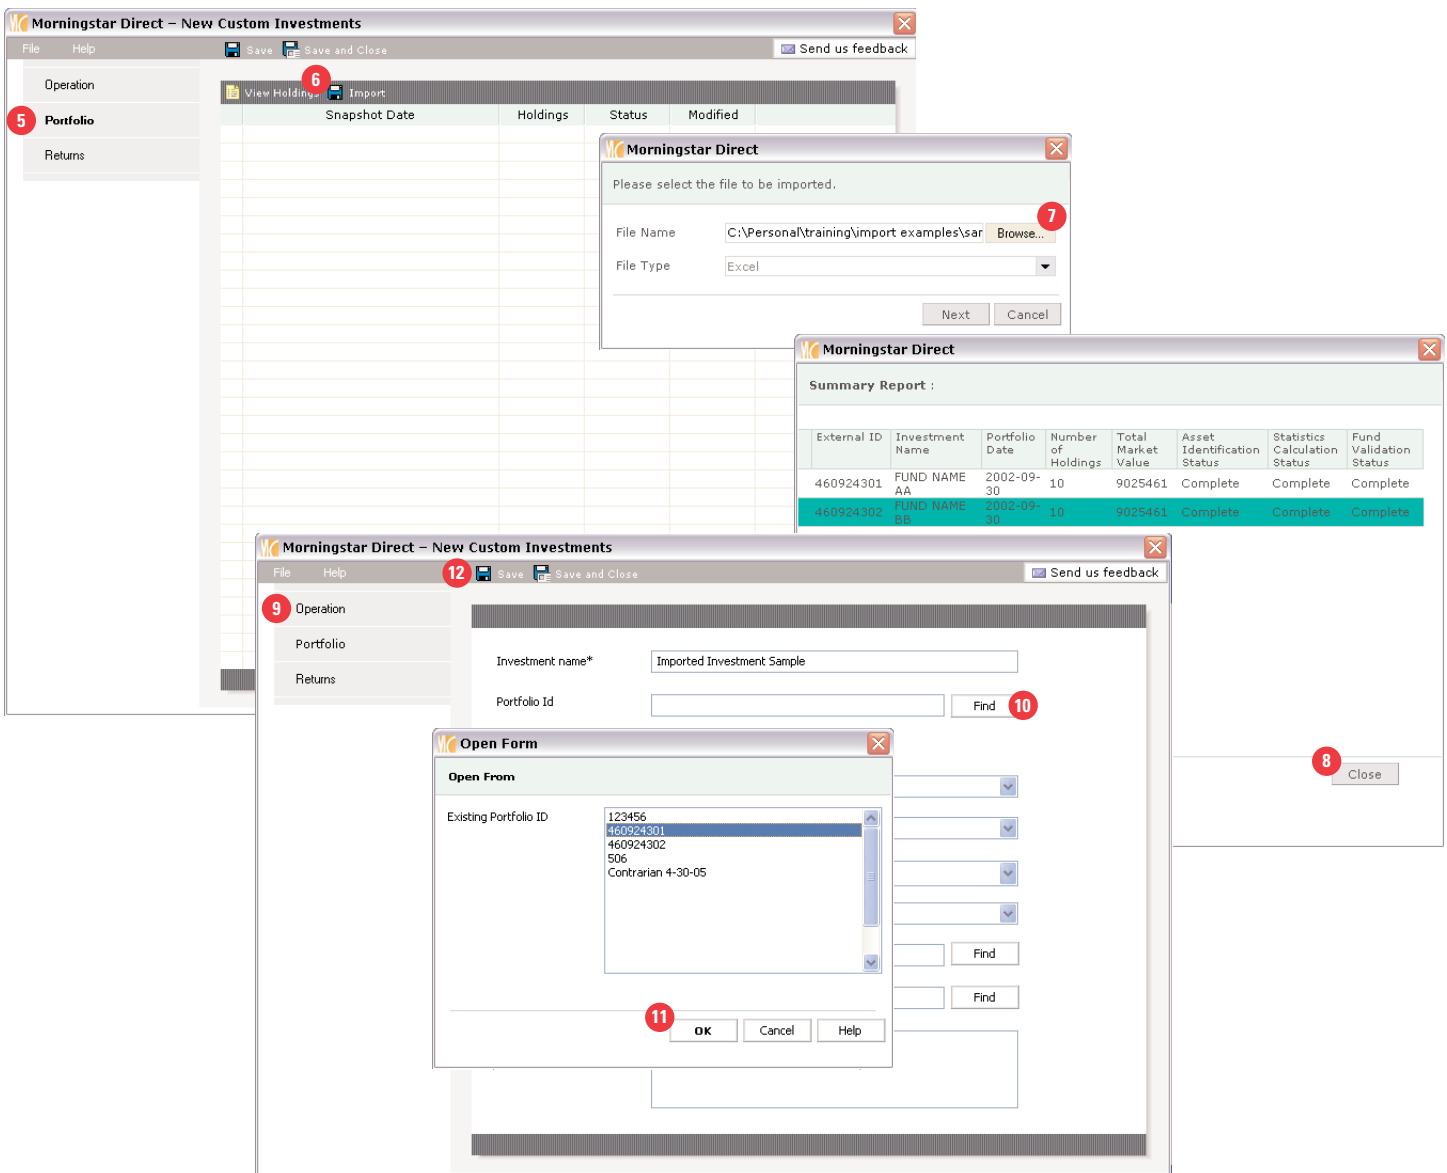 Morningstar Direct – New Custom Investments
File Help Save Save and Close Send us feedback
Operation
5 Portfolio
Returns
6
View Holdings Import
Snapshot Date Holdings Status Modified
Morningstar Direct
Please select the file to be imported.
7
File Name C:\Personal\training\import examples\sar Browse...
File Type Excel
Next Cancel
Morningstar Direct
Summary Report :
External ID Investment Name Portfolio Date Number of Holdings Total Market Value Asset Identification Status Statistics Calculation Status Fund Validation Status
460924301 FUND NAME AA 2002-09-30 10 9025461 Complete Complete Complete
460924302 FUND NAME BB 2002-09-30 10 9025461 Complete Complete Complete
8 Close
Morningstar Direct – New Custom Investments
File Help 12 Save Save and Close Send us feedback
9 Operation
Portfolio
Returns
Investment name* Imported Investment Sample
Portfolio Id Find 10
Find
Find
Open Form
Open From
Existing Portfolio ID
123456
460924301
460924302
506
Contrarian 4-30-05
11 OK Cancel Help